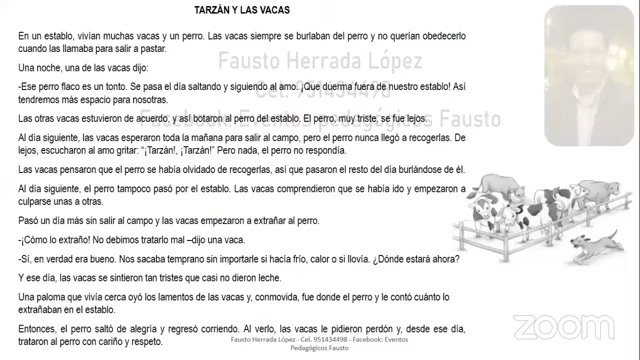 TARZÁN Y LAS VACAS
En un establo, vivían muchas vacas y un perro. Las vacas siempre se burlaban del perro y no querían obedecerlo
cuando las llamaba para salir a pastar.
Una noche, una de las vacas dijo:
-Ese perro flaco es un tonto. Se pasa el día saltando y siguiendo al amo. ¡Que duerma fuera de nuestro establo! Así
tendremos más espacio para nosotras.
Las otras vacas estuvieron de acuerdo, y así botaron al perro del establo. El perro, muy triste, se fue lejos.
Al día siguiente, las vacas esperaron toda la mañana para salir al campo, pero el perro nunca llegó a recogerlas. De
lejos, escucharon al amo gritar: “¡Tarzán!, ¡Tarzán!” Pero nada, el perro no respondía.
Las vacas pensaron que el perro se había olvidado de recogerlas, así que pasaron el resto del día burlándose de él.
Al día siguiente, el perro tampoco pasó por el establo. Las vacas comprendieron que se había ido y empezaron a
culparse unas a otras.
Pasó un día más sin salir al campo y las vacas empezaron a extrañar al perro.
-¡Cómo lo extraño! No debimos tratarlo mal –dijo una vaca.
-Sí, en verdad era bueno. Nos sacaba temprano sin importarle si hacía frío, calor o si llovía. ¿Dónde estará ahora?
Y ese día, las vacas se sintieron tan tristes que casi no dieron leche.
Una paloma que vivía cerca oyó los lamentos de las vacas y, conmovida, fue donde el perro y le contó cuánto lo
extrañaban en el establo.
Entonces, el perro saltó de alegría y regresó corriendo. Al verlo, las vacas le pidieron perdón y, desde ese día,
trataron al perro con cariño y respeto.
Fausto Herrada López
Cel. 951434498
Facebook: Eventos pedagógicos Fausto
Fausto Herrada López - Cel. 951434498 - Facebook: Eventos
Pedagógicos Fausto
zoom